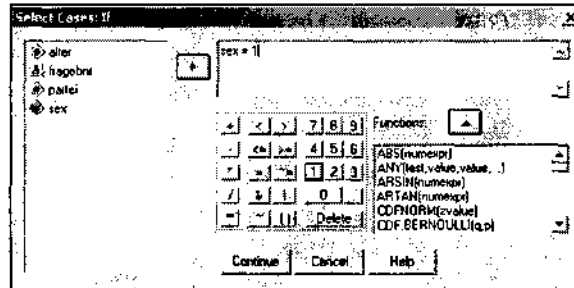 Select Cases: If
alter
fragebnr
partei
sex
sex = 1
+ < > 7 8 9
- <= >= 4 5 6
* = ~= 1 2 3
/ & | 0 .
** ~ ( ) Delete
Functions:
ABS(numexpr)
ANY(test,value,value,...)
ARSIN(numexpr)
ARTAN(numexpr)
CDFNORM(zvalue)
CDF.BERNOULLI(q,p)
Continue
Cancel
Help